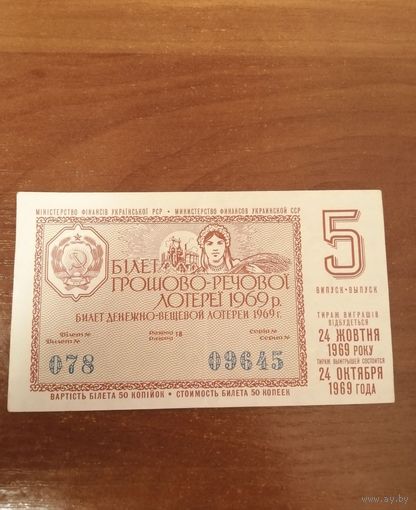 МІНІСТЕРСТВО ФІНАНСІВ УКРАЇНСЬКОЇ РСР • МИНИСТЕРСТВО ФИНАНСОВ УКРАИНСКОЙ ССР
БІЛЕТ
ГРОШОВО-РЕЧОВОЇ
ЛОТЕРЕЇ 1969 р.
БИЛЕТ ДЕНЕЖНО-ВЕЩЕВОЙ ЛОТЕРЕИ 1969 г.
Білет № Розряд 18 Серія №
Билет № Разряд Серия №
078 09645
ВАРТІСТЬ БІЛЕТА 50 КОПІЙОК • СТОИМОСТЬ БИЛЕТА 50 КОПЕЕК
5
ВИПУСК • ВЫПУСК
ТИРАЖ ВИГРАШІВ
ВІДБУДЕТЬСЯ
24 ЖОВТНЯ
1969 РОКУ
ТИРАЖ ВЫИГРЫШЕЙ СОСТОИТСЯ
24 ОКТЯБРЯ
1969 ГОДА
www.ay.by